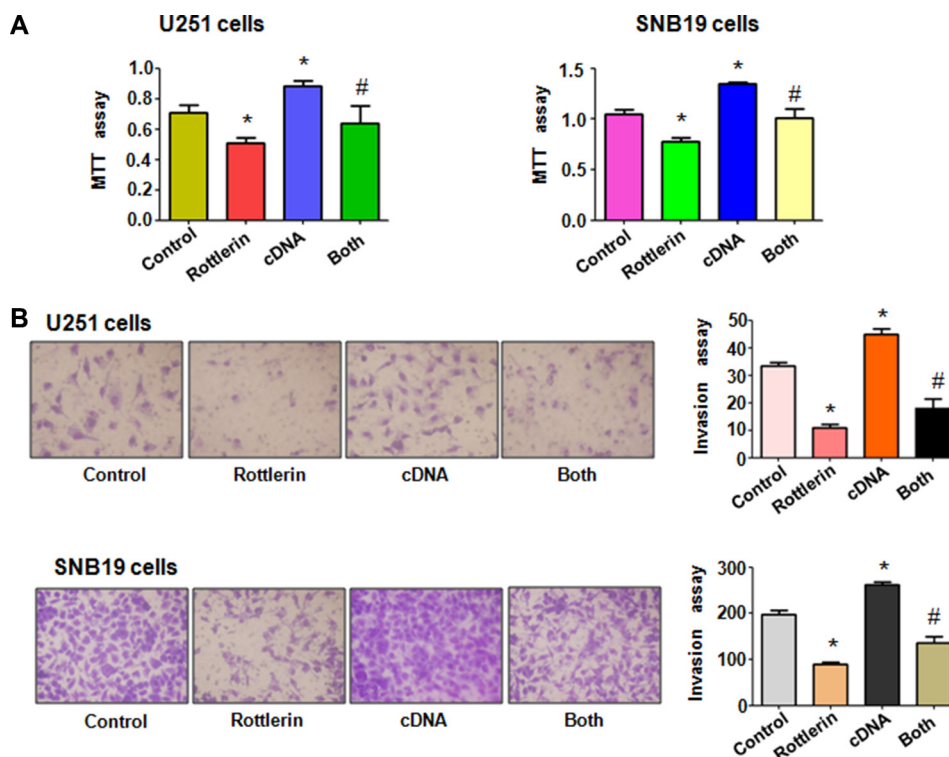 A
U251 cells
SNB19 cells
MTT assay
1.0
0.8
0.6
0.4
0.2
0.0
*
*
#
Control
Rottlerin
cDNA
Both
MTT assay
1.5
1.0
0.5
0.0
*
*
#
Control
Rottlerin
cDNA
Both
B
U251 cells
Control
Rottlerin
cDNA
Both
Invasion assay
50
40
30
20
10
0
*
*
#
Control
Rottlerin
cDNA
Both
SNB19 cells
Control
Rottlerin
cDNA
Both
Invasion assay
300
200
100
0
*
*
#
Control
Rottlerin
cDNA
Both